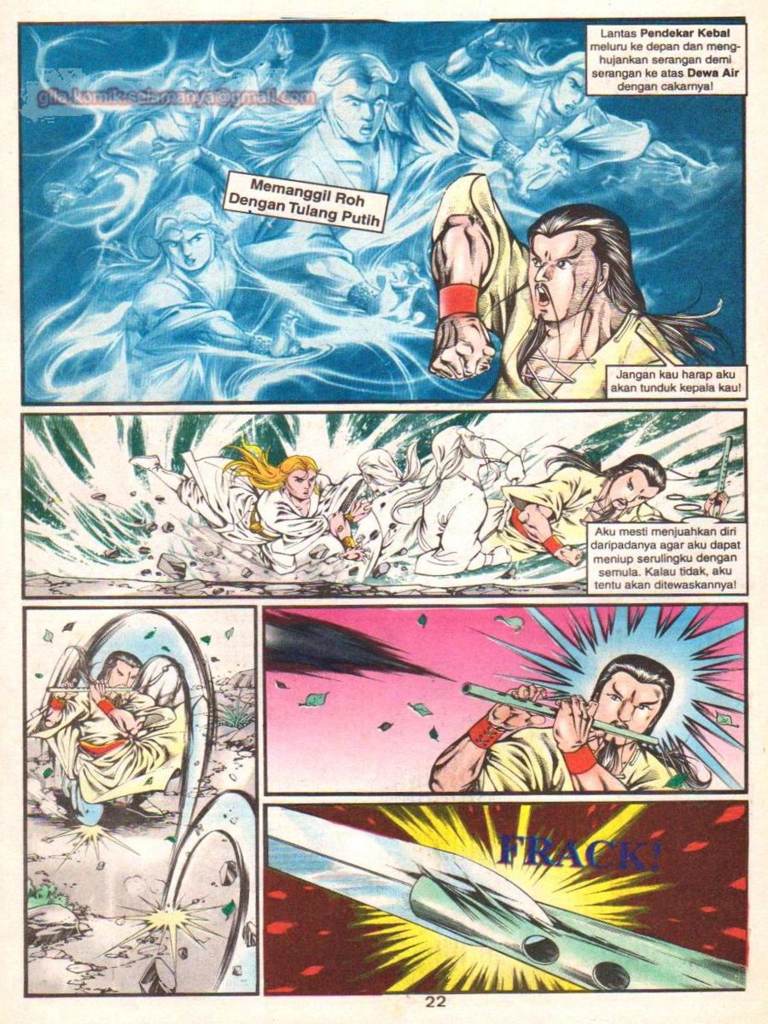 Lantas Pendekar Kebal
meluru ke depan dan meng-
hujankan serangan demi
serangan ke atas Dewa Air
dengan cakarnya!
gila.komik.selamanya@gmail.com
Memanggil Roh
Dengan Tulang Putih
Jangan kau harap aku
akan tunduk kepala kau!
Aku mesti menjuahkan diri
daripadanya agar aku dapat
meniup serulingku dengan
semula. Kalau tidak, aku
tentu akan ditewaskannya!
FRACK!
22